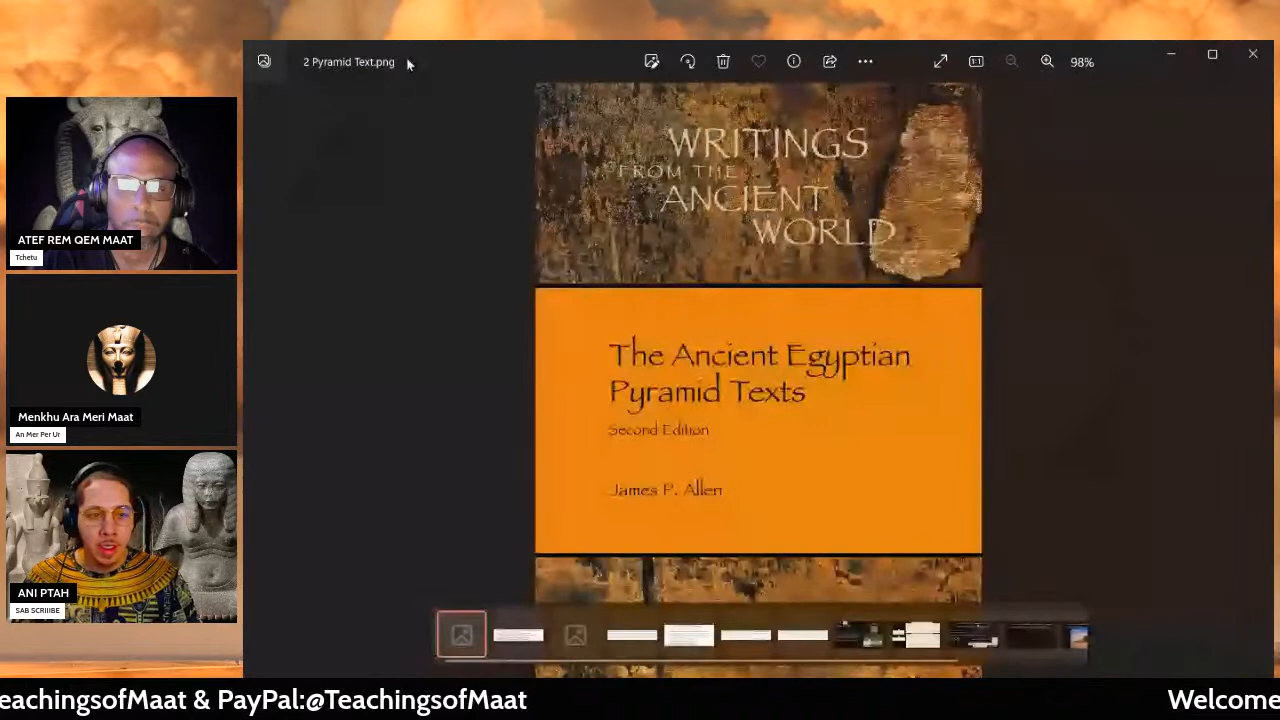 2 Pyramid Text.png
98%
WRITINGS
FROM THE
ANCIENT
WORLD
The Ancient Egyptian
Pyramid Texts
Second Edition
James P. Allen
ATEF REM QEM MAAT
Tchetu
Menkhu Ara Meri Maat
An Mer Per Ur
ANI PTAH
SAB SCRIIIBE
eachingsofMaat & PayPal:@TeachingsofMaat
Welcome